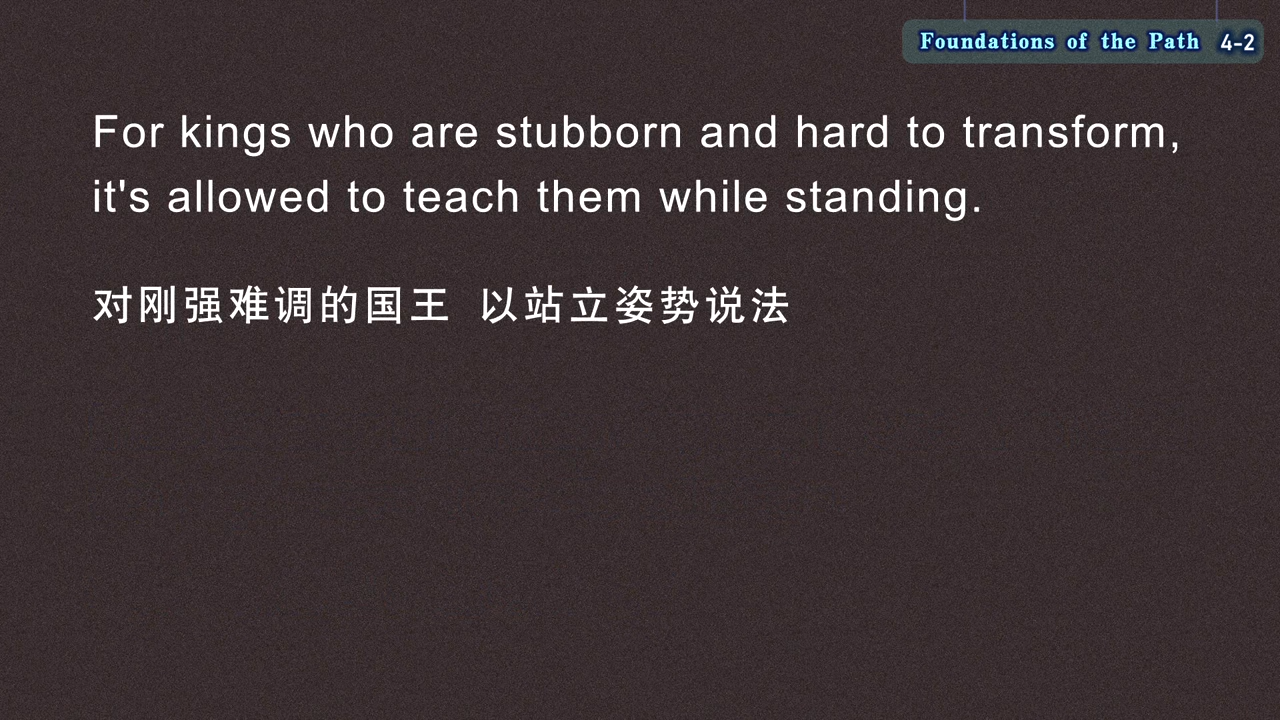 Foundations of the Path 4-2
For kings who are stubborn and hard to transform,
it's allowed to teach them while standing.
对刚强难调的国王 以站立姿势说法